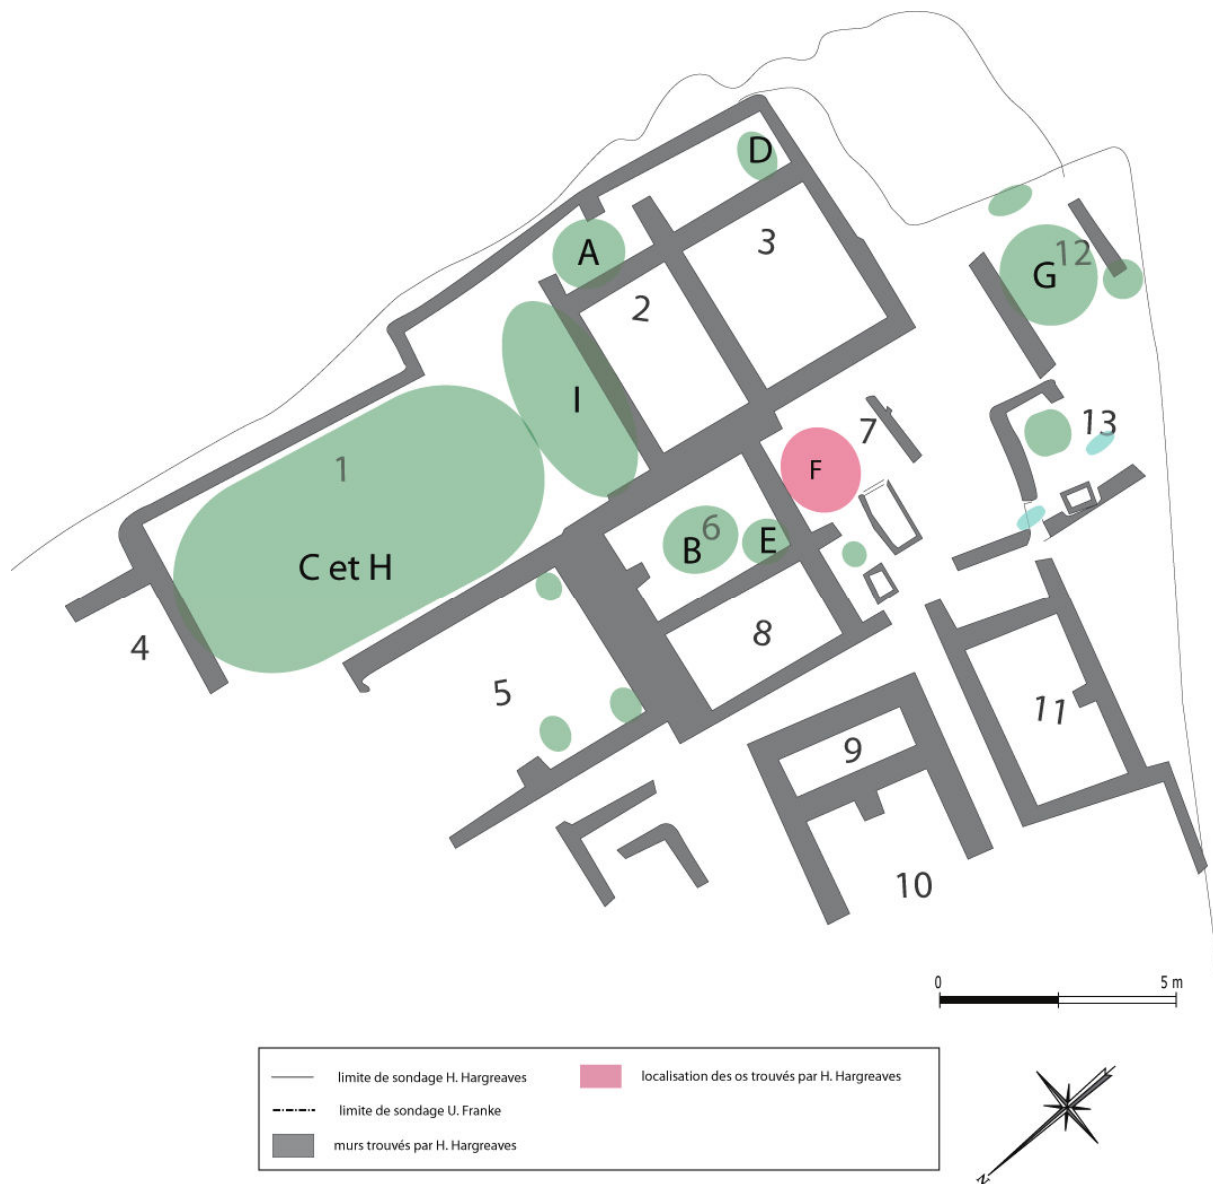 D
A
3
12
G
2
I
13
7
1
F
6
B
E
C et H
8
4
5
11
9
10
0
5 m
limite de sondage H. Hargreaves
localisation des os trouvés par H. Hargreaves
limite de sondage U. Franke
murs trouvés par H. Hargreaves
N